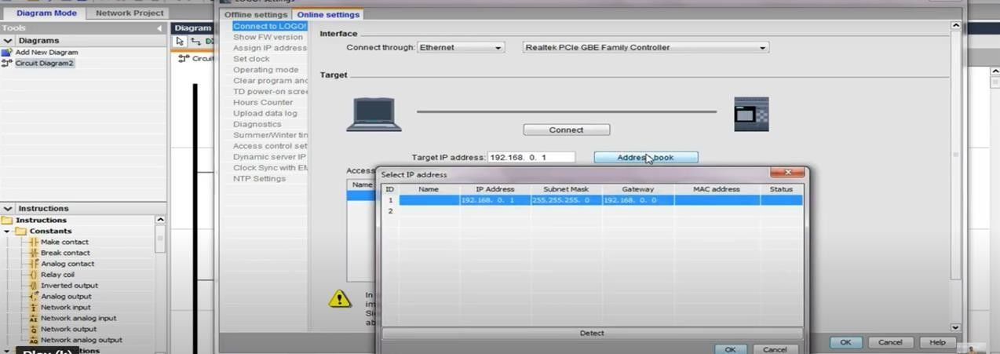 LOGO! Settings
Diagram Mode
Network Project
Offline settings
Online settings
Tools
Diagrams
Add New Diagram
Circuit Diagram2
Diagram
Circui
Connect to LOGO!
Show FW version
Assign IP address
Set clock
Operating mode
Clear program and
TD power-on scree
Hours Counter
Upload data log
Diagnostics
Summer/Winter tin
Access control set
Dynamic server IP
Clock Sync with EM
NTP Settings
Interface
Connect through: Ethernet
Realtek PCIe GBE Family Controller
Target
Connect
Target IP address: 192.168. 0. 1
Address book
Access
Name
Select IP address
ID Name IP Address Subnet Mask Gateway MAC address Status
1 192.168. 0. 1 255.255.255. 0 192.168. 0. 0
2
In
im
Si
ab
Detect
OK
Cancel
OK
Cancel
Help
Instructions
Instructions
Constants
Make contact
Break contact
Analog contact
Relay coil
Inverted output
Analog output
Network input
Network analog input
Network output
Network analog output
Play (k)